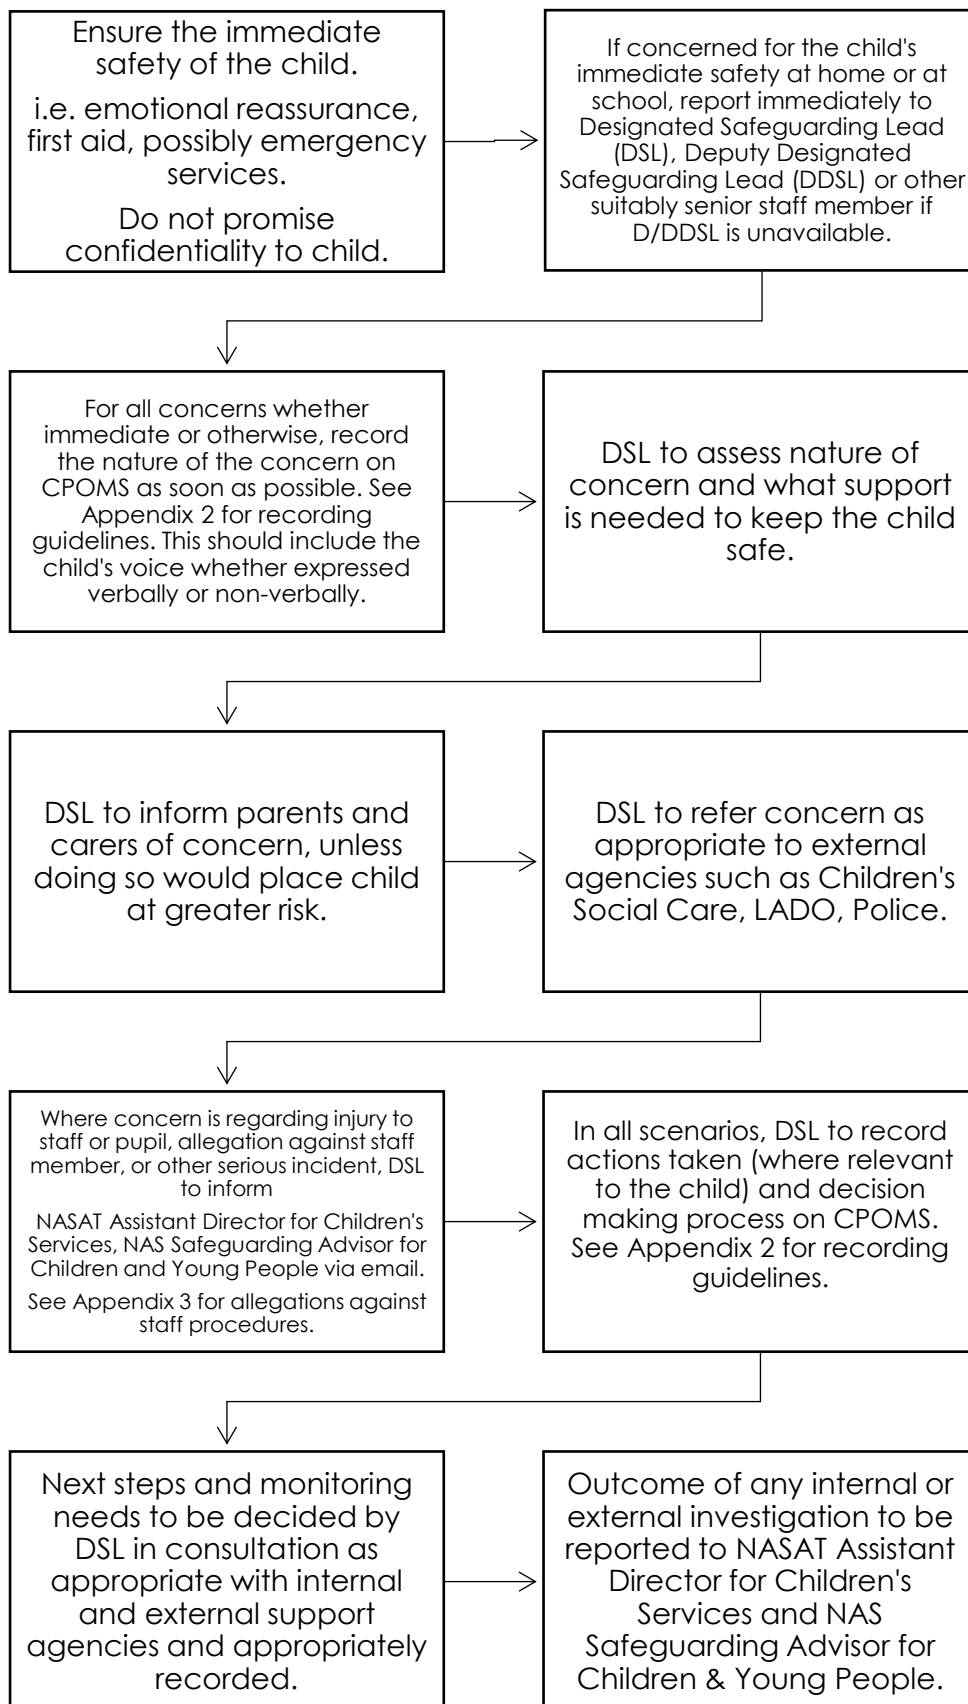 Ensure the immediate
safety of the child.
i.e. emotional reassurance,
first aid, possibly emergency
services.
Do not promise
confidentiality to child.
If concerned for the child's
immediate safety at home or at
school, report immediately to
Designated Safeguarding Lead
(DSL), Deputy Designated
Safeguarding Lead (DDSL) or other
suitably senior staff member if
D/DDSL is unavailable.
For all concerns whether
immediate or otherwise, record
the nature of the concern on
CPOMS as soon as possible. See
Appendix 2 for recording
guidelines. This should include the
child's voice whether expressed
verbally or non-verbally.
DSL to assess nature of
concern and what support
is needed to keep the child
safe.
DSL to inform parents and
carers of concern, unless
doing so would place child
at greater risk.
DSL to refer concern as
appropriate to external
agencies such as Children's
Social Care, LADO, Police.
Where concern is regarding injury to
staff or pupil, allegation against staff
member, or other serious incident, DSL
to inform
NASAT Assistant Director for Children's
Services, NAS Safeguarding Advisor for
Children and Young People via email.
See Appendix 3 for allegations against
staff procedures.
In all scenarios, DSL to record
actions taken (where relevant
to the child) and decision
making process on CPOMS.
See Appendix 2 for recording
guidelines.
Next steps and monitoring
needs to be decided by
DSL in consultation as
appropriate with internal
and external support
agencies and appropriately
recorded.
Outcome of any internal or
external investigation to be
reported to NASAT Assistant
Director for Children's
Services and NAS
Safeguarding Advisor for
Children & Young People.